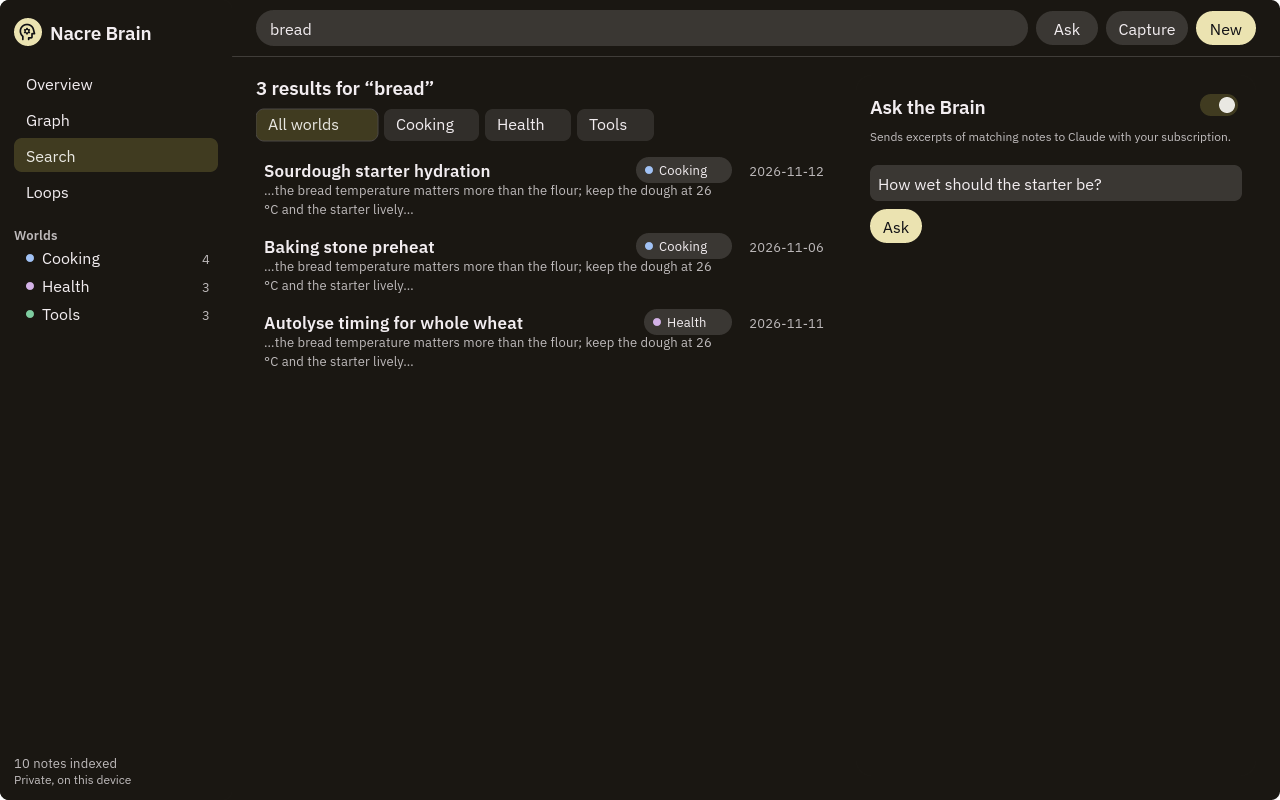 Nacre Brain
bread
Ask
Capture
New
Overview
Graph
Search
Loops
Worlds
Cooking 4
Health 3
Tools 3
10 notes indexed
Private, on this device
3 results for “bread”
All worlds
Cooking
Health
Tools
Sourdough starter hydration
Cooking
2026-11-12
…the bread temperature matters more than the flour; keep the dough at 26
°C and the starter lively…
Baking stone preheat
Cooking
2026-11-06
…the bread temperature matters more than the flour; keep the dough at 26
°C and the starter lively…
Autolyse timing for whole wheat
Health
2026-11-11
…the bread temperature matters more than the flour; keep the dough at 26
°C and the starter lively…
Ask the Brain
Sends excerpts of matching notes to Claude with your subscription.
How wet should the starter be?
Ask